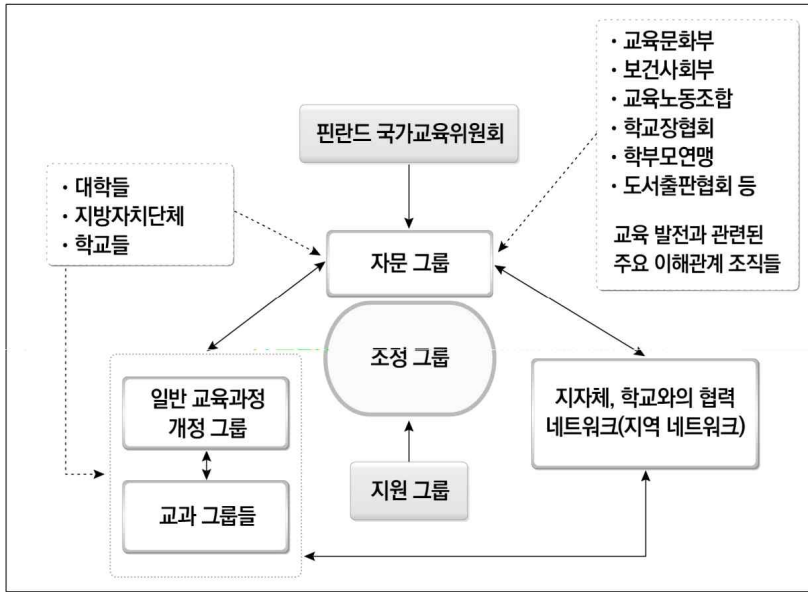 · 교육문화부
· 보건사회부
· 교육노동조합
· 학교장협회
· 학부모연맹
· 도서출판협회 등
교육 발전과 관련된
주요 이해관계 조직들
핀란드 국가교육위원회
· 대학들
· 지방자치단체
· 학교들
자문 그룹
조정 그룹
일반 교육과정
개정 그룹
지자체, 학교와의 협력
네트워크(지역 네트워크)
지원 그룹
교과 그룹들